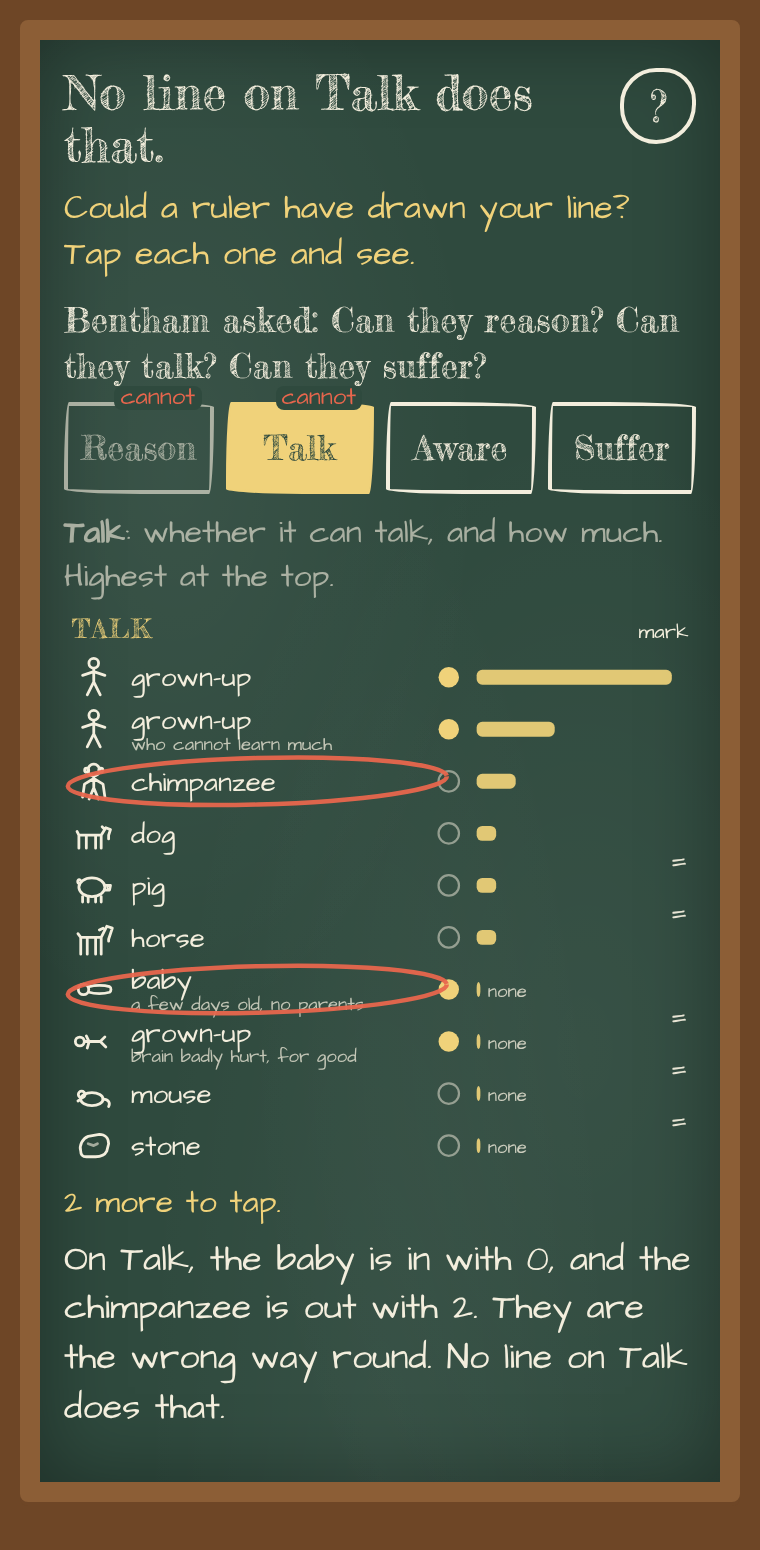 No line on Talk does
that.
?
Could a ruler have drawn your line?
Tap each one and see.
Bentham asked: Can they reason? Can
they talk? Can they suffer?
cannot
cannot
Reason
Talk
Aware
Suffer
Talk: whether it can talk, and how much.
Highest at the top.
TALK
mark
grown-up
grown-up
who cannot learn much
chimpanzee
dog
=
pig
=
horse
baby
a few days old, no parents
none
=
grown-up
brain badly hurt, for good
none
=
mouse
none
=
stone
none
2 more to tap.
On Talk, the baby is in with 0, and the
chimpanzee is out with 2. They are
the wrong way round. No line on Talk
does that.